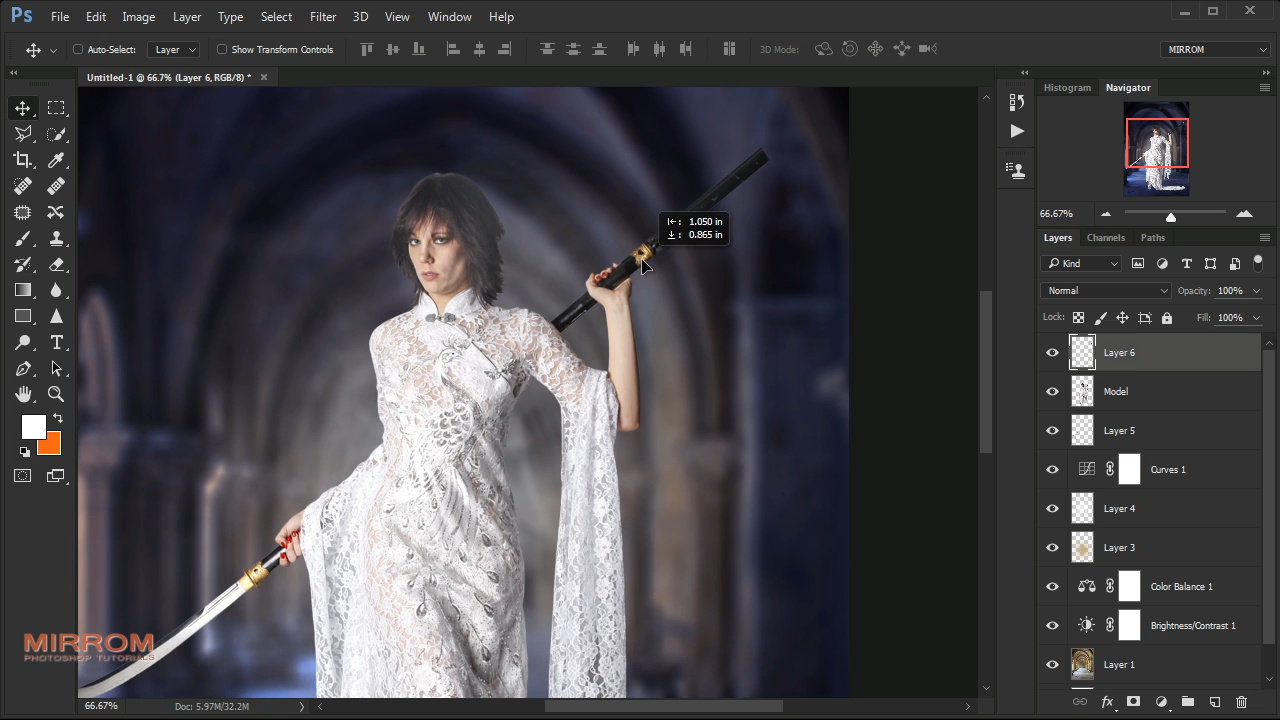 Ps File Edit Image Layer Type Select Filter 3D View Window Help
Auto-Select: Layer Show Transform Controls 3D Mode: MIRROM
Untitled-1 @ 66.7% (Layer 6, RGB/8) *
Histogram Navigator
66.67%
Layers Channels Paths
Kind
Normal Opacity: 100%
Lock: Fill: 100%
Layer 6
Model
Layer 5
Curves 1
Layer 4
Layer 3
Color Balance 1
Brightness/Contrast 1
Layer 1
1.050 in
0.865 in
MIRROM
PHOTOSHOP TUTORIALS
66.67% Doc: 5.97M/32.2M